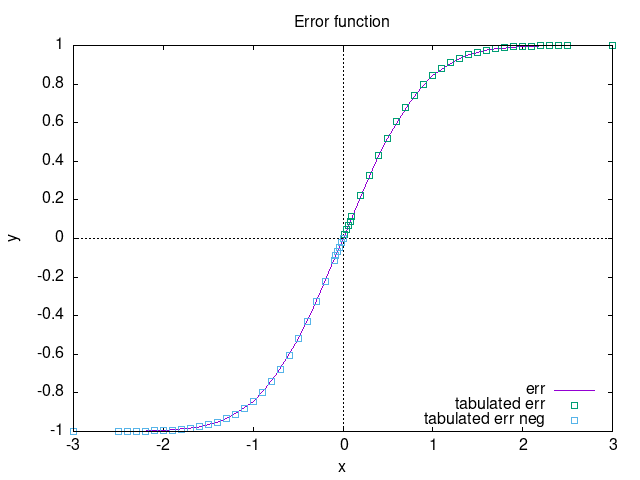 Error function
1
0.8
0.6
0.4
0.2
0
-0.2
-0.4
-0.6
-0.8
-1
y
-3 -2 -1 0 1 2 3
x
err
tabulated err
tabulated err neg